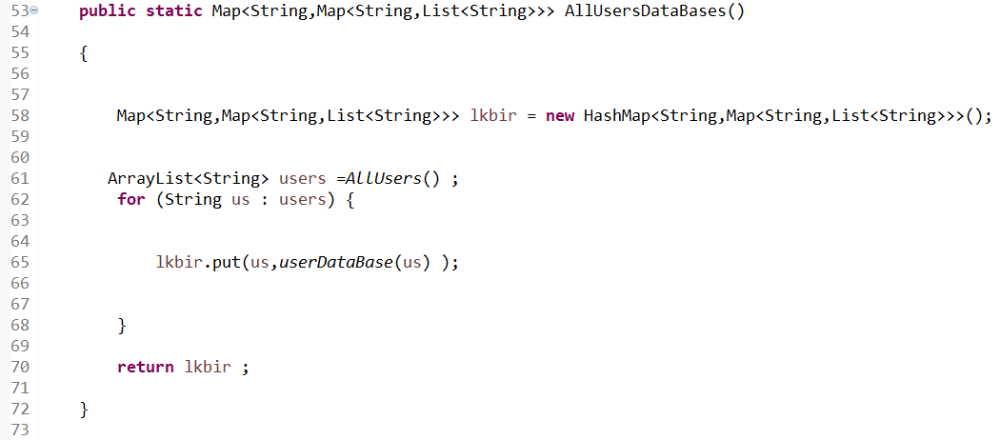 53 public static Map<String,Map<String,List<String>>> AllUsersDataBases()
54
55 {
56
57
58 Map<String,Map<String,List<String>>> lkbir = new HashMap<String,Map<String,List<String>>>();
59
60
61 ArrayList<String> users =AllUsers() ;
62 for (String us : users) {
63
64
65 lkbir.put(us,userDataBase(us) );
66
67
68 }
69
70 return lkbir ;
71
72 }
73